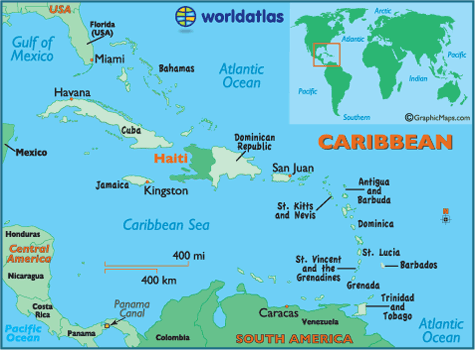 USA
worldatlas
Arctic
Atlantic
Indian
Pacific
Pacific
Southern
©GraphicMaps.com
Gulf of
Mexico
Florida
(USA)
Miami
Bahamas
Atlantic
Ocean
Havana
Cuba
Mexico
Haiti
Dominican
Republic
CARIBBEAN
San Juan
Jamaica
Kingston
St. Kitts
and Nevis
Antigua
and
Barbuda
Caribbean Sea
Dominica
Honduras
Central
America
Nicaragua
400 mi
400 km
St. Lucia
St. Vincent
and the
Grenadines
Barbados
Grenada
Costa
Rica
Panama
Canal
Trinidad
and
Tobago
Caracas
Pacific
Ocean
Panama
Colombia
Venezuela
SOUTH AMERICA
Atlantic
Ocean